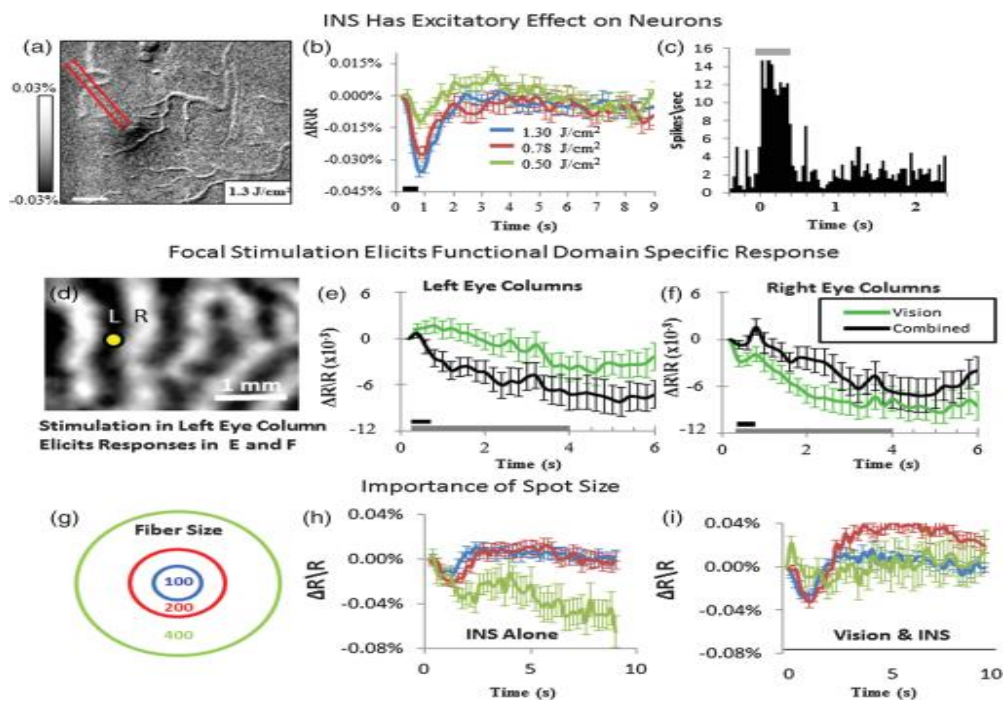 INS Has Excitatory Effect on Neurons
(a)
0.03%
-0.03%
1.3 J/cm²
(b)
0.015%
0.000%
-0.015%
-0.030%
-0.045%
ΔR\R
1.30 J/cm²
0.78 J/cm²
0.50 J/cm²
0 1 2 3 4 5 6 7 8 9
Time (s)
(c)
16
14
12
10
8
6
4
2
0
Spikes\sec
0 1 2
Time (s)
Focal Stimulation Elicits Functional Domain Specific Response
(d)
L R
1 mm
Stimulation in Left Eye Column
Elicits Responses in E and F
(e)
Left Eye Columns
6
0
-6
-12
ΔR\R (x10⁻³)
0 2 4 6
Time (s)
(f)
Right Eye Columns
Vision
Combined
6
0
-6
-12
ΔR\R (x10⁻³)
0 2 4 6
Time (s)
Importance of Spot Size
(g)
Fiber Size
100
200
400
(h)
0.04%
0.00%
-0.04%
-0.08%
ΔR\R
INS Alone
0 5 10
Time (s)
(i)
0.04%
0.00%
-0.04%
-0.08%
ΔR\R
Vision & INS
0 5 10
Time (s)